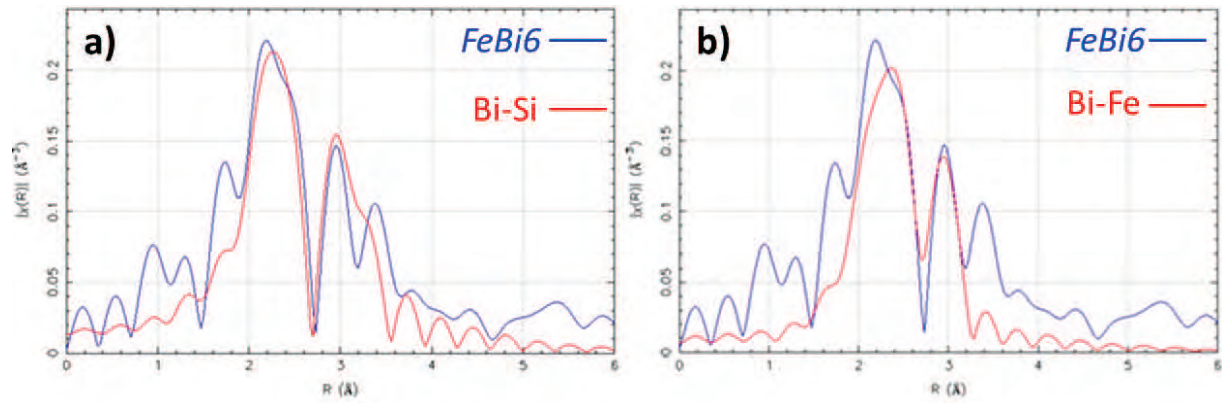 a)
FeBi6
Bi-Si
|χ(R)| (Å⁻³)
0.2
0.15
0.1
0.05
0
0 1 2 3 4 5 6
R (Å)
b)
FeBi6
Bi-Fe
|χ(R)| (Å⁻³)
0.2
0.15
0.1
0.05
0
0 1 2 3 4 5 6
R (Å)